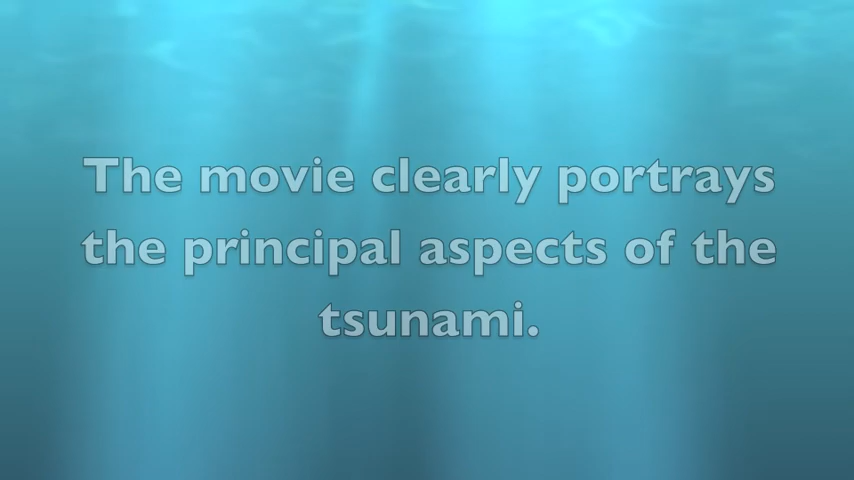 The movie clearly portrays
the principal aspects of the
tsunami.